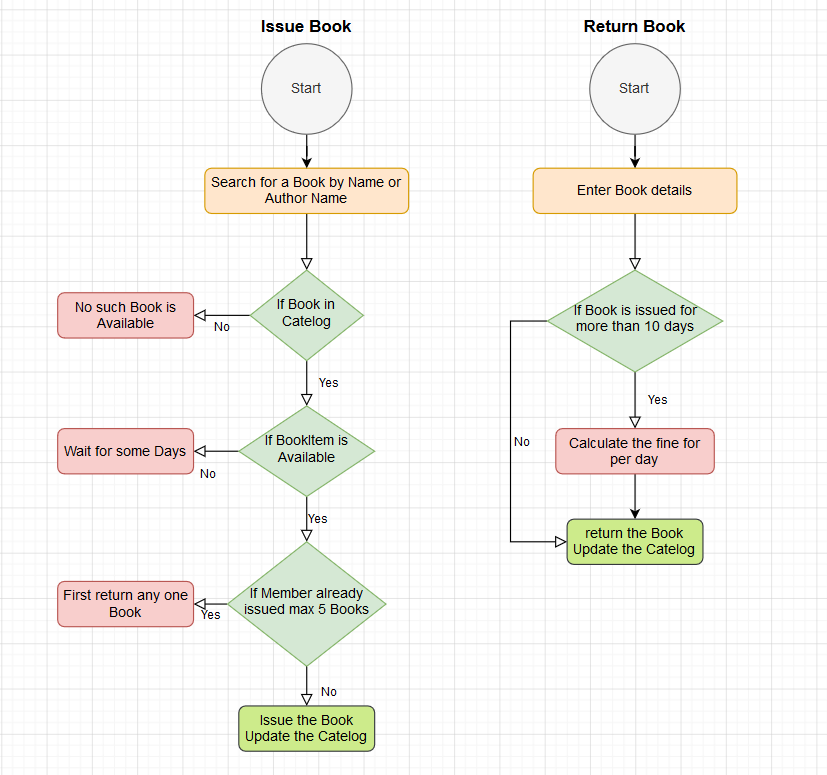 Issue Book
Start
Search for a Book by Name or
Author Name
If Book in
Catelog
No
No such Book is
Available
Yes
If BookItem is
Available
No
Wait for some Days
Yes
If Member already
issued max 5 Books
Yes
First return any one
Book
No
Issue the Book
Update the Catelog
Return Book
Start
Enter Book details
If Book is issued for
more than 10 days
Yes
No
Calculate the fine for
per day
return the Book
Update the Catelog